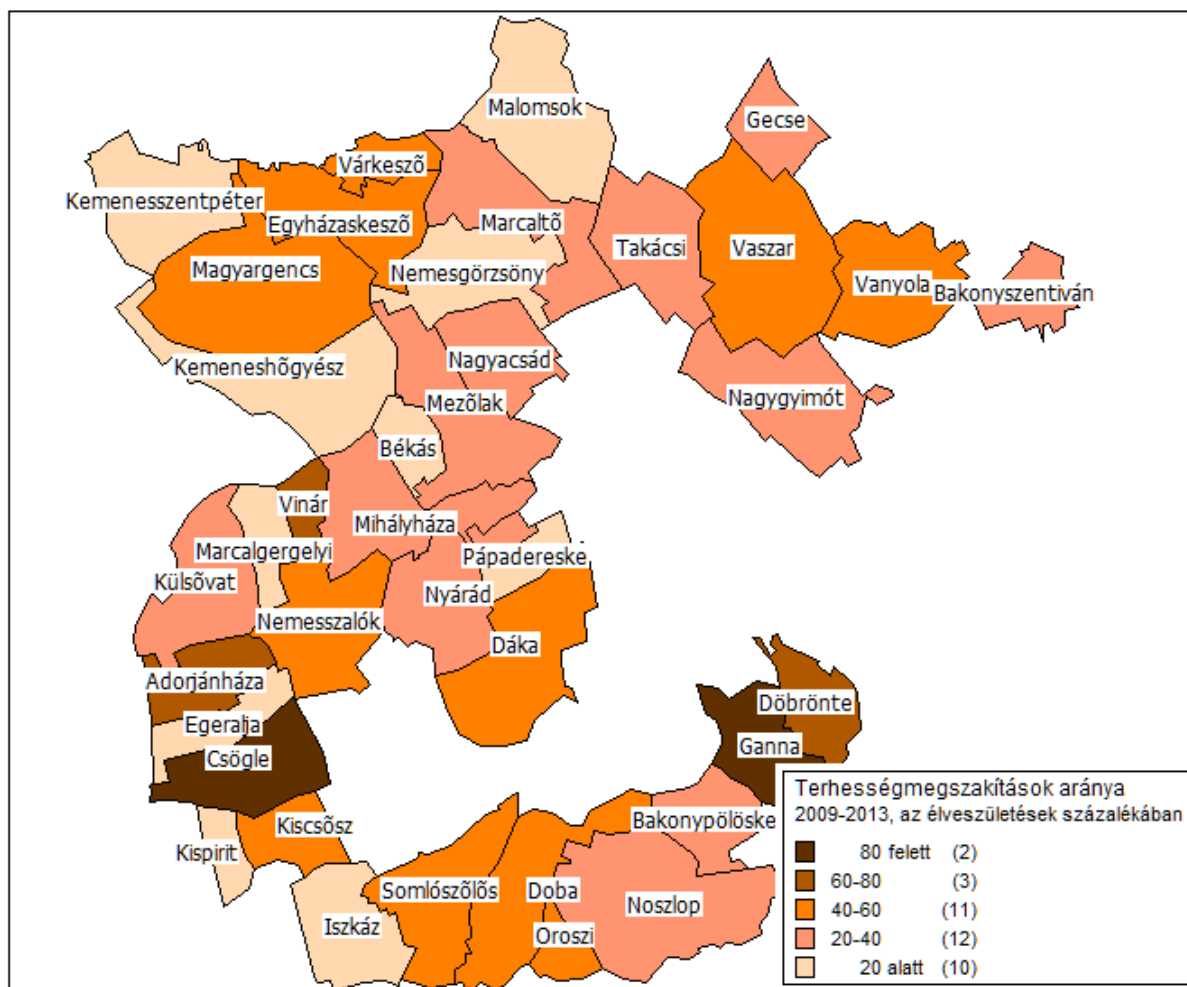 Malomsok
Gecse
Várkeszõ
Kemenesszentpéter
Egyházaskeszõ
Marcaltõ
Takácsi
Vaszar
Magyargencs
Nemesgörzsöny
Vanyola
Bakonyszentiván
Kemeneshõgyész
Nagyacsád
Nagygyimót
Mezõlak
Békás
Vinár
Mihályháza
Marcalgergelyi
Pápadereske
Külsõvat
Nyárád
Nemesszalók
Dáka
Adorjánháza
Döbrönte
Egeralja
Ganna
Csögle
Kiscsősz
Bakonypölöske
Kispirit
Somlószõlõs
Doba
Noszlop
Iszkáz
Oroszi
Terhességmegszakítások aránya
2009-2013, az élveszületések százalékában
80 felett (2)
60-80 (3)
40-60 (11)
20-40 (12)
20 alatt (10)